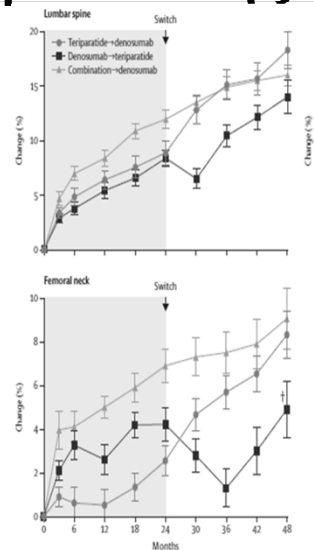 Lumbar spine
Switch
20
15
10
5
0
Change (%)
Change (%)
Teriparatide→denosumab
Denosumab→teriparatide
Combination→denosumab
Femoral neck
Switch
10
8
6
4
2
0
Change (%)
†
0 6 12 18 24 30 36 42 48
Months